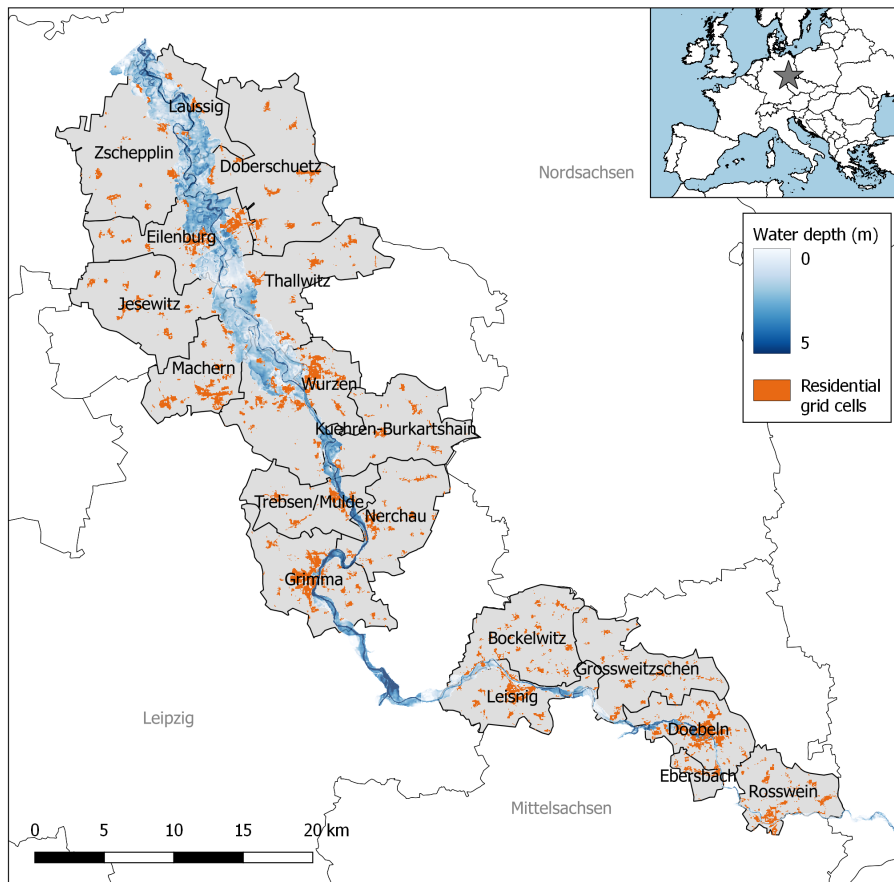 Laussig
Zschepplin
Doberschuetz
Nordsachsen
Eilenburg
Water depth (m)
0
5
Residential
grid cells
Thallwitz
Jesewitz
Machern
Wurzen
Kuehren-Burkartshain
Trebsen/Mulde
Nerchau
Grimma
Bockelwitz
Grossweitzschen
Leisnig
Leipzig
Doebeln
Ebersbach
Rosswein
Mittelsachsen
0 5 10 15 20 km